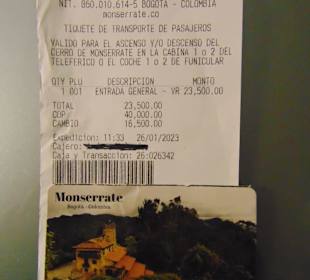 NIT. 860.010.614-5 BOGOTA - COLOMBIA
monserrate.co
TIQUETE DE TRANSPORTE DE PASAJEROS
VALIDO PARA EL ASCENSO Y/O DESCENSO DEL
CERRO DE MONSERRATE EN LA CABINA 1 o 2 DEL
TELEFERICO O EL COCHE 1 o 2 DE FUNICULAR
QTY PLU DESCRIPCION MONTO
1 001 ENTRADA GENERAL - VR 23,500.00
TOTAL 23,500.00
COP 40,000.00
CAMBIO 16,500.00
Expedicion: 11:33 26/01/2023
Cajero:
Caja y Transaccion: 26:026342
Monserrate
Bogotá - Colombia